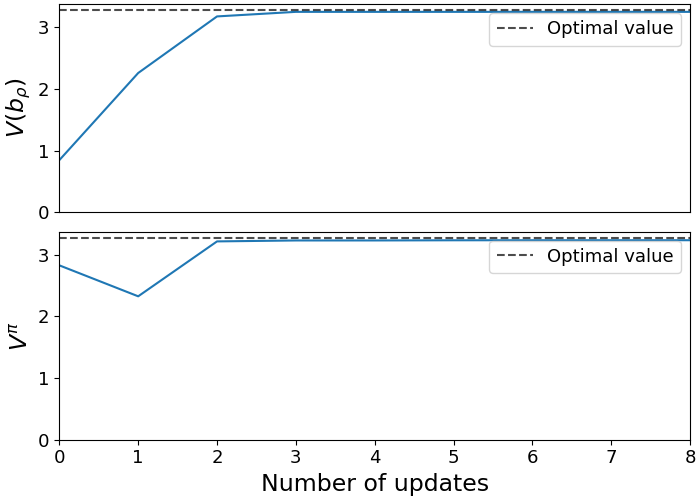 3
2
1
0
V(b_ρ)
Optimal value
3
2
1
0
V^π
Optimal value
0 1 2 3 4 5 6 7 8
Number of updates